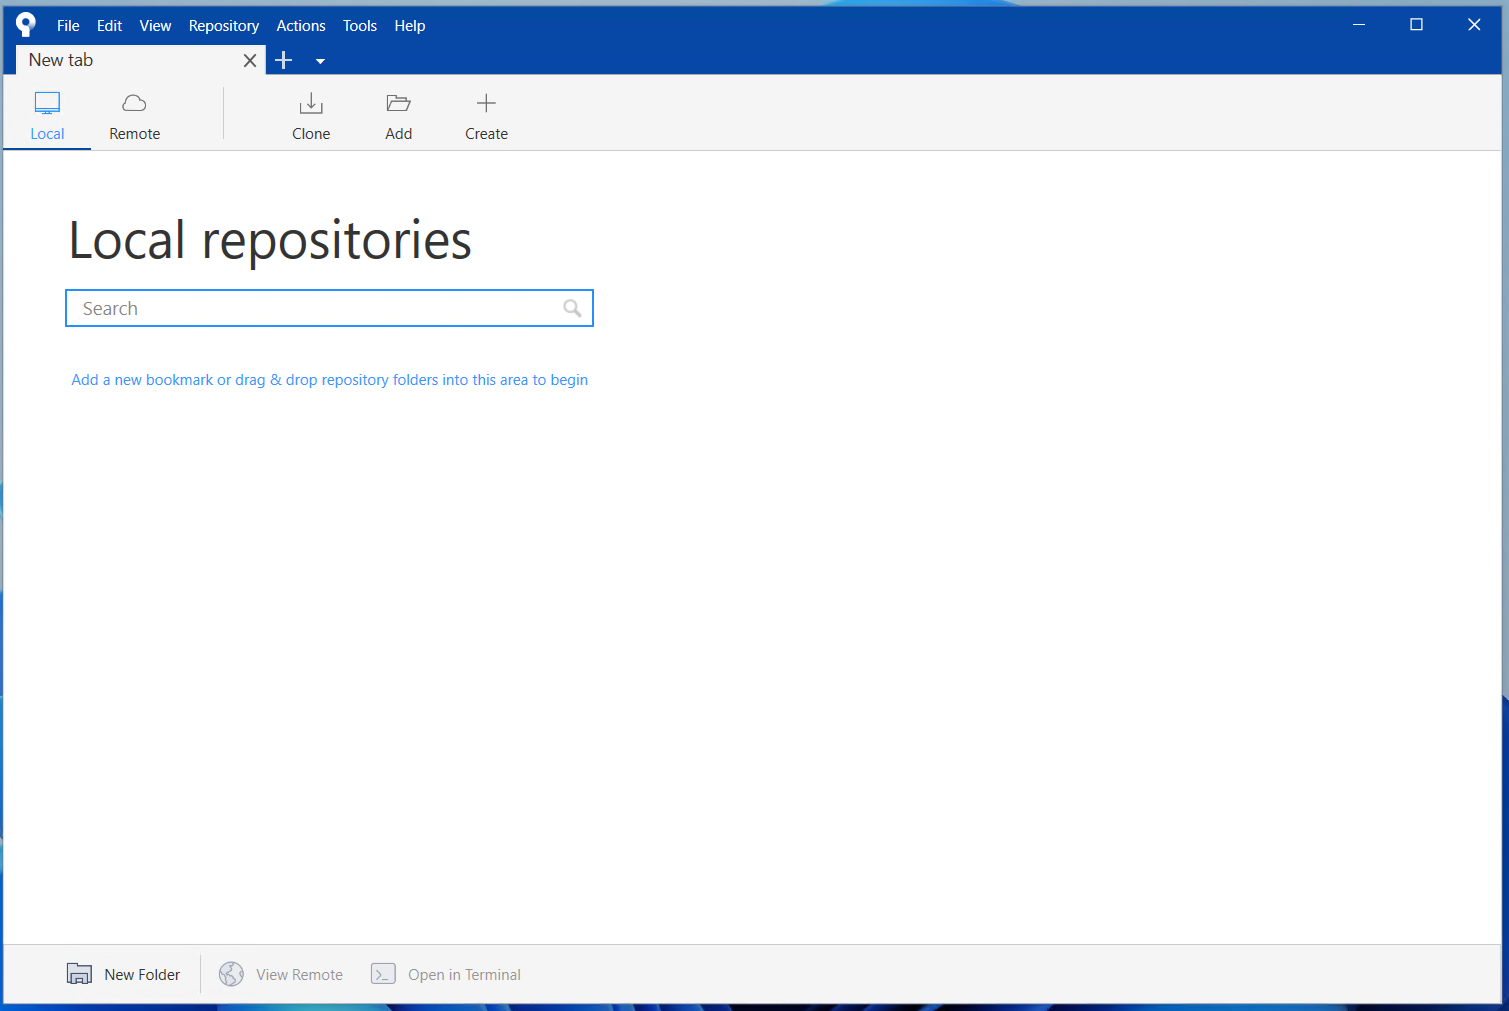 File Edit View Repository Actions Tools Help
New tab
Local Remote Clone Add Create
Local repositories
Search
Add a new bookmark or drag & drop repository folders into this area to begin
New Folder View Remote Open in Terminal